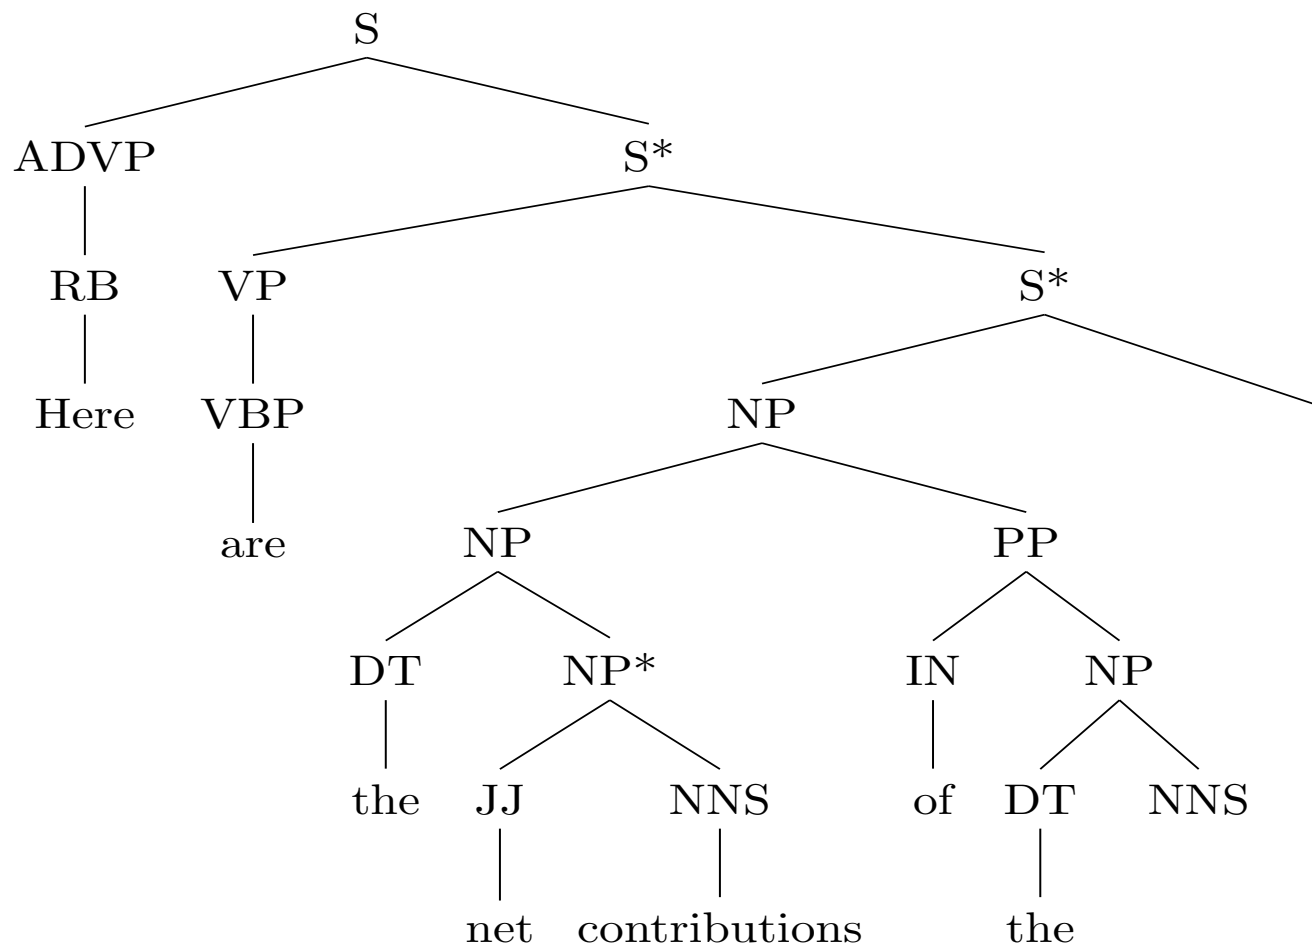 S
ADVP S*
RB VP S*
Here VBP NP
are NP PP
DT NP* IN NP
the JJ NNS of DT NNS
net contributions the